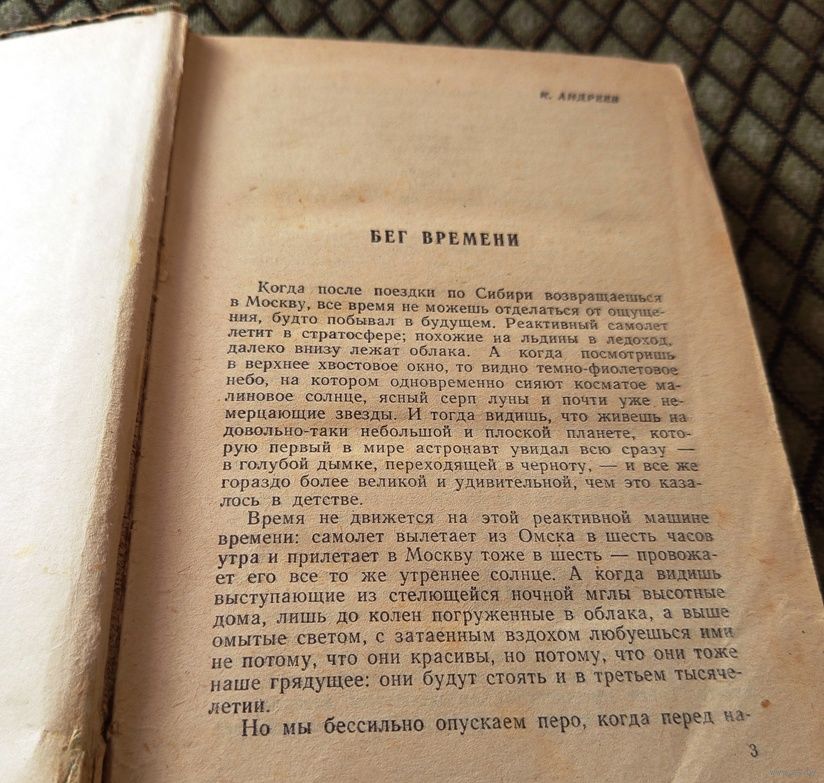 К. АНДРЕЕВ
БЕГ ВРЕМЕНИ
Когда после поездки по Сибири возвращаешься
в Москву, все время не можешь отделаться от ощуще-
ния, будто побывал в будущем. Реактивный самолет
летит в стратосфере; похожие на льдины в ледоход,
далеко внизу лежат облака. А когда посмотришь
в верхнее хвостовое окно, то видно темно-фиолетовое
небо, на котором одновременно сияют косматое ма-
линовое солнце, ясный серп луны и почти уже не-
мерцающие звезды. И тогда видишь, что живешь на
довольно-таки небольшой и плоской планете, кото-
рую первый в мире астронавт увидал всю сразу —
в голубой дымке, переходящей в черноту, — и все же
гораздо более великой и удивительной, чем это каза-
лось в детстве.
Время не движется на этой реактивной машине
времени: самолет вылетает из Омска в шесть часов
утра и прилетает в Москву тоже в шесть — провожа-
ет его все то же утреннее солнце. А когда видишь
выступающие из стелющейся ночной мглы высотные
дома, лишь до колен погруженные в облака, а выше
омытые светом, с затаенным вздохом любуешься ими
не потому, что они красивы, но потому, что они тоже
наше грядущее: они будут стоять и в третьем тысяче-
летии.
Но мы бессильно опускаем перо, когда перед на-
3